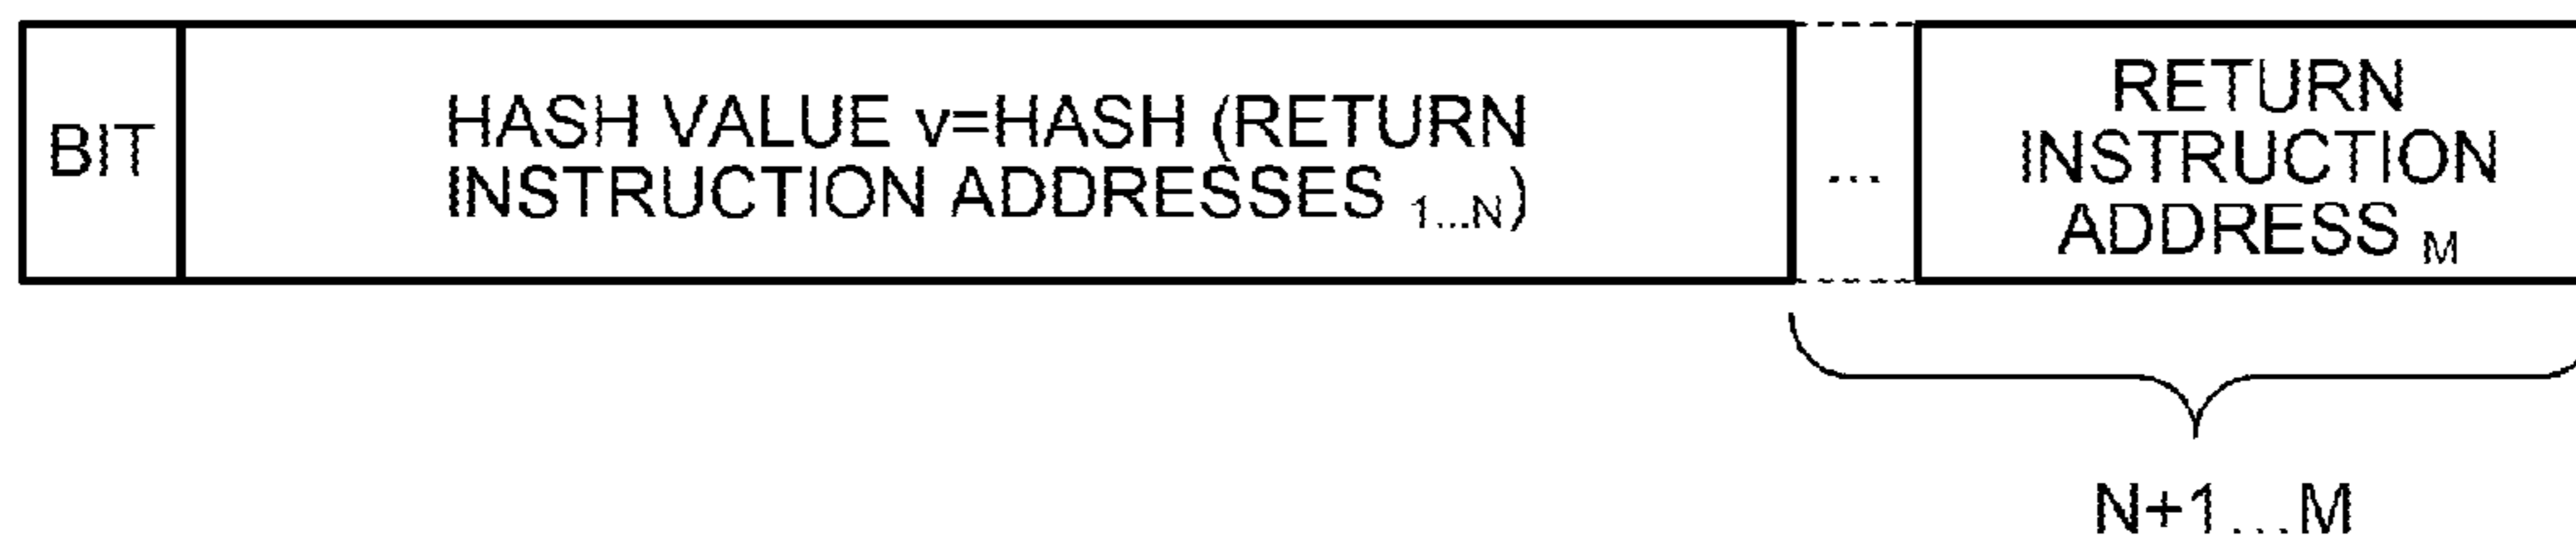 BIT
HASH VALUE v=HASH (RETURN
INSTRUCTION ADDRESSES 1...N)
...
RETURN
INSTRUCTION
ADDRESS M
N+1...M